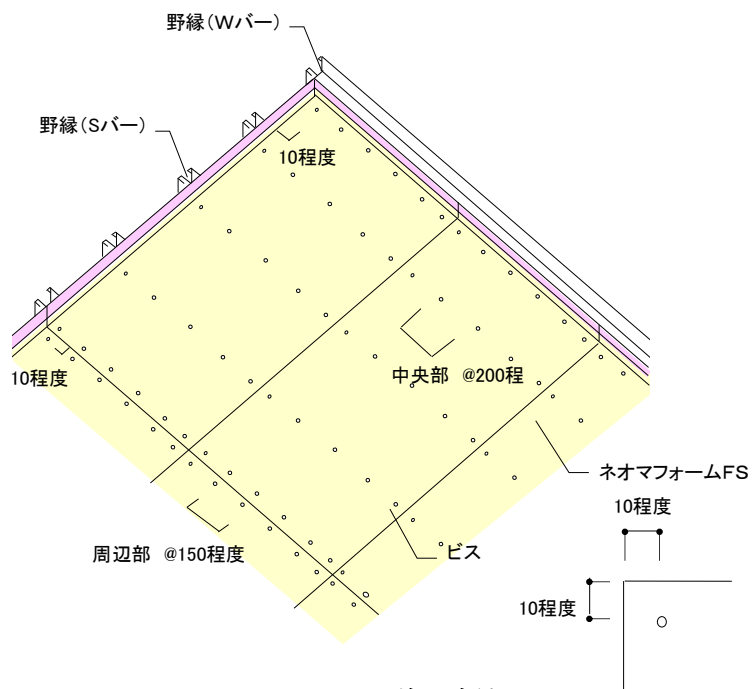 野縁(Wバー)
野縁(Sバー)
10程度
10程度
中央部 @200程
ネオマフォームFS
10程度
周辺部 @150程度
ビス
10程度